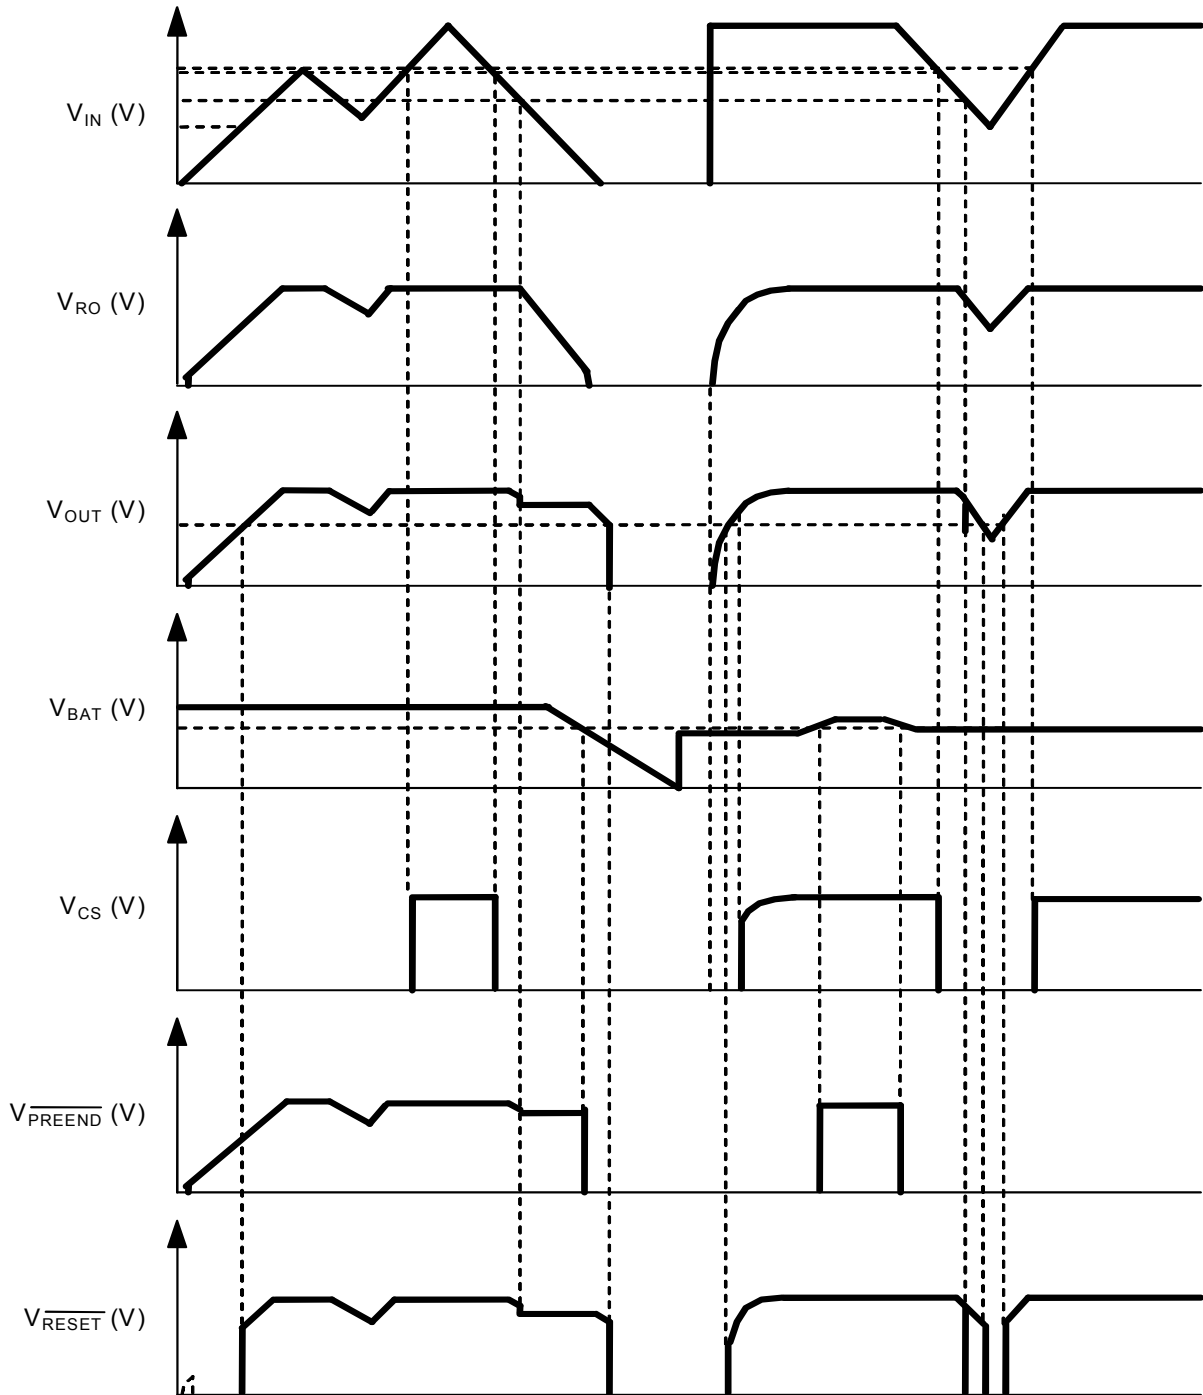 V_IN (V)
V_RO (V)
V_OUT (V)
V_BAT (V)
V_CS (V)
V_PREEND (V)
V_RESET (V)